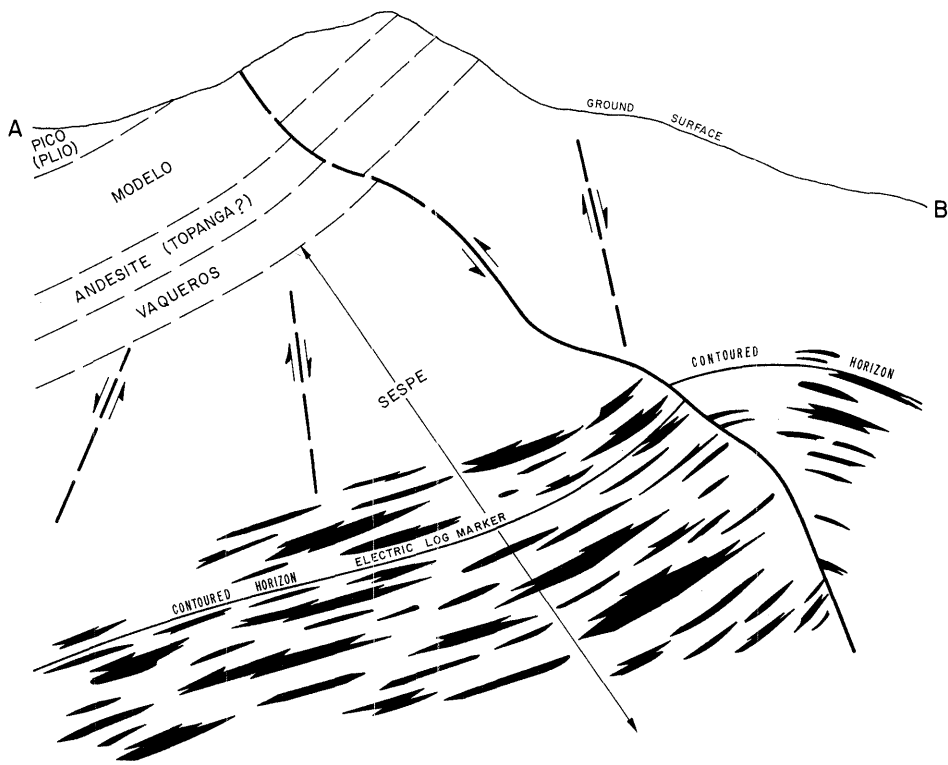 A
PICO
(PLIO)
MODELO
ANDESITE (TOPANGA?)
VAQUEROS
GROUND SURFACE
B
SESPE
CONTOURED HORIZON
CONTOURED HORIZON ELECTRIC LOG MARKER